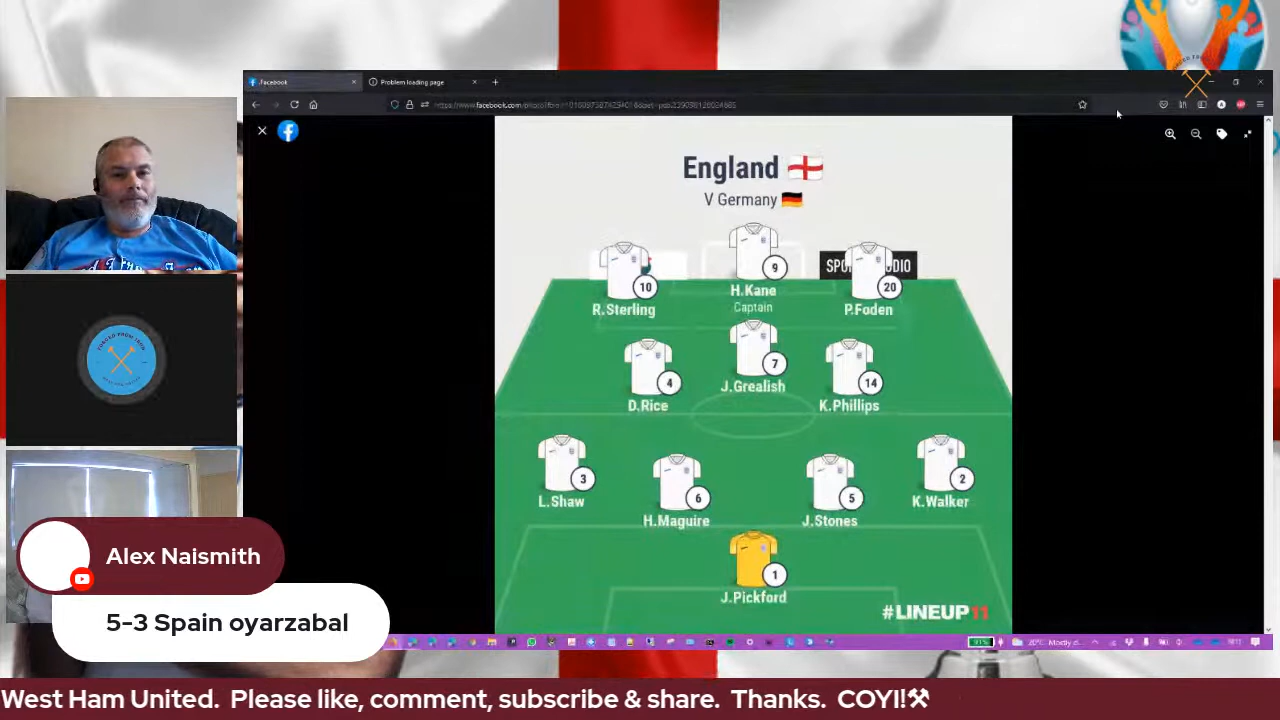 Facebook
Problem loading page
England
V Germany
10
R.Sterling
9
H.Kane
Captain
20
P.Foden
4
D.Rice
7
J.Grealish
14
K.Phillips
3
L.Shaw
6
H.Maguire
5
J.Stones
2
K.Walker
1
J.Pickford
#LINEUP11
Alex Naismith
5-3 Spain oyarzabal
West Ham United. Please like, comment, subscribe & share. Thanks. COYI!⚒